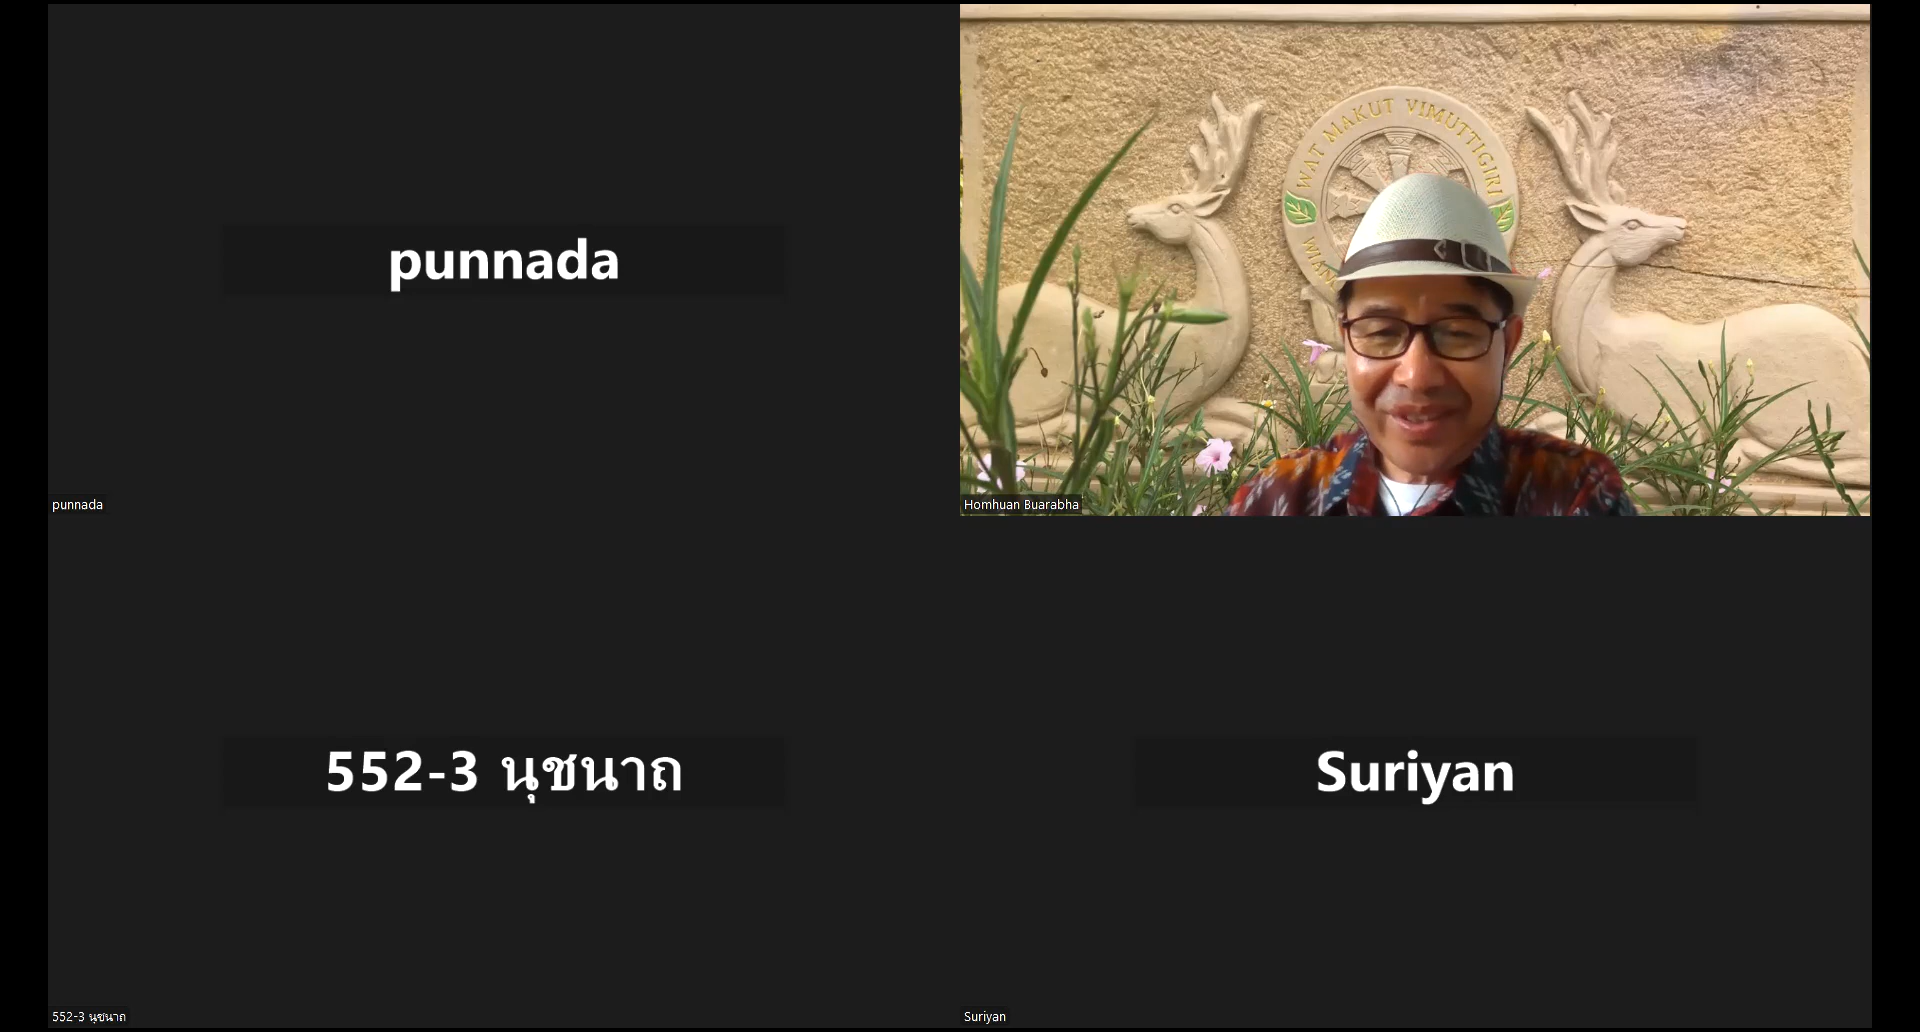 punnada
punnada
WAT MAKUT VIMUTTIGIRI
Homhuan Buarabha
552-3 นุชนาถ
552-3 นุชนาถ
Suriyan
Suriyan